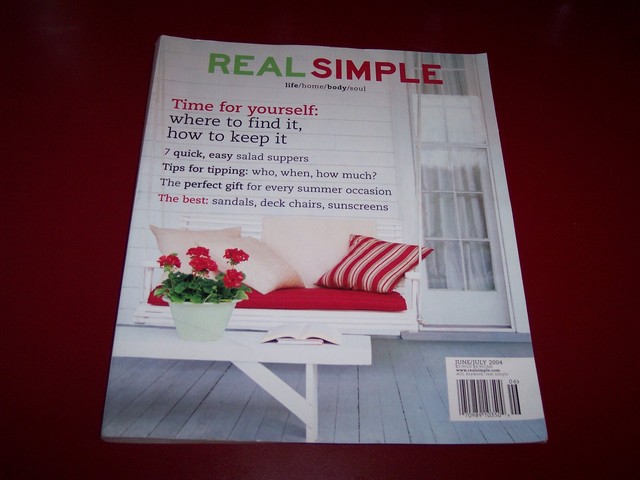 REAL SIMPLE
life/home/body/soul
Time for yourself:
where to find it,
how to keep it
7 quick, easy salad suppers
Tips for tipping: who, when, how much?
The perfect gift for every summer occasion
The best: sandals, deck chairs, sunscreens
JUNE/JULY 2004
www.realsimple.com